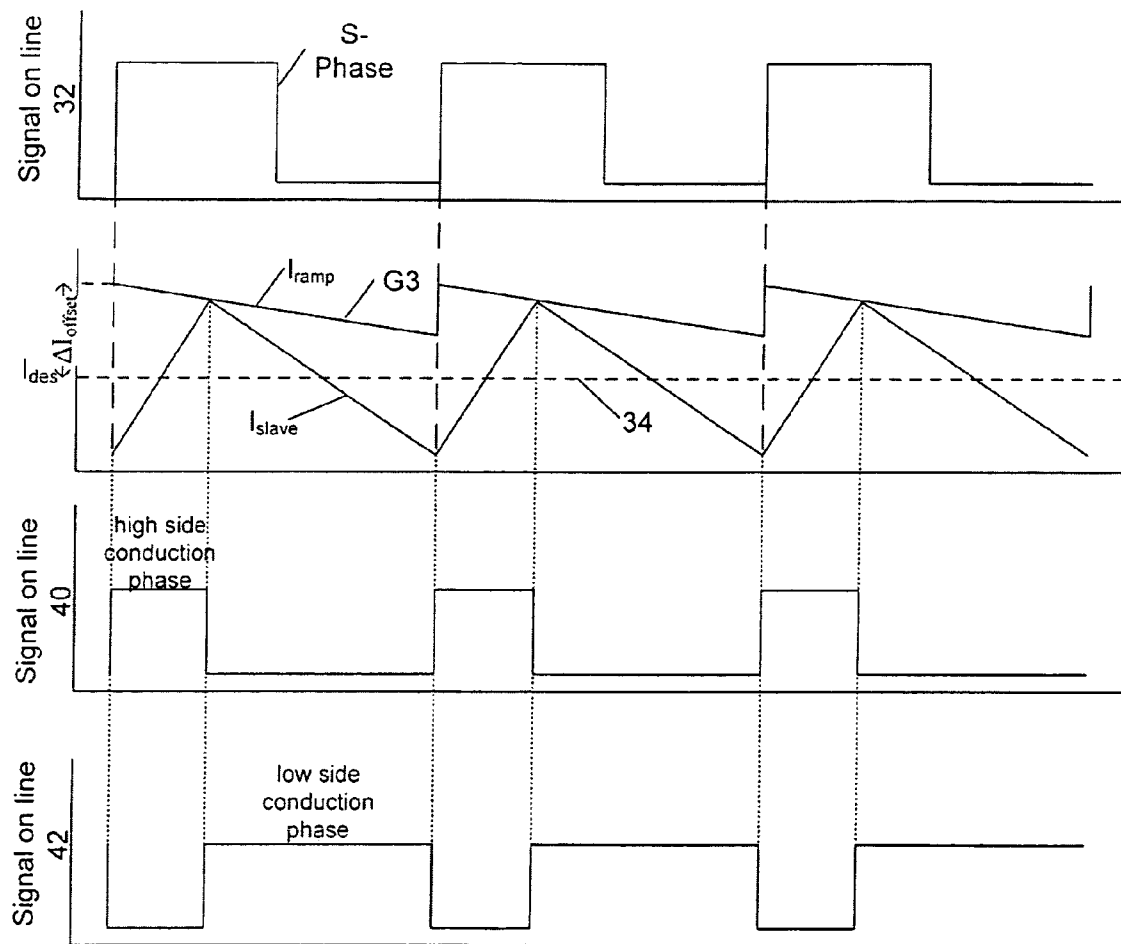 Signal on line
32
S-
Phase
I_ramp
G3
←ΔI_offset→
I_des
I_slave
34
Signal on line
40
high side
conduction
phase
Signal on line
42
low side
conduction
phase